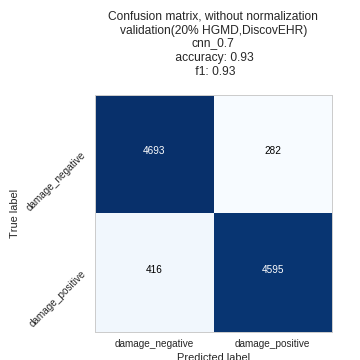 Confusion matrix, without normalization
validation(20% HGMD,DiscovEHR)
cnn_0.7
accuracy: 0.93
f1: 0.93
True label
damage_negative
4693
282
damage_positive
416
4595
damage_negative
damage_positive
Predicted label